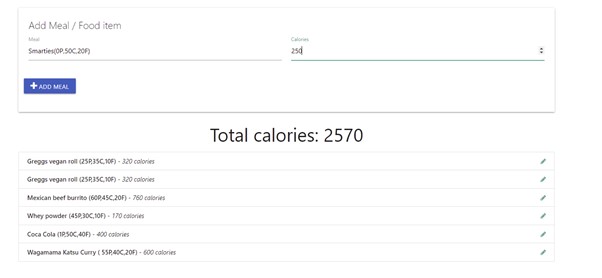 Add Meal / Food item
Meal Calories
Smarties(0P,50C,20F) 250
ADD MEAL
Total calories: 2570
Greggs vegan roll (25P,35C,10F) - 320 calories
Greggs vegan roll (25P,35C,10F) - 320 calories
Mexican beef burrito (60P,45C,20F) - 760 calories
Whey powder (45P,30C,10F) - 170 calories
Coca Cola (1P,50C,40F) - 400 calories
Wagamama Katsu Curry ( 55P,40C,20F) - 600 calories